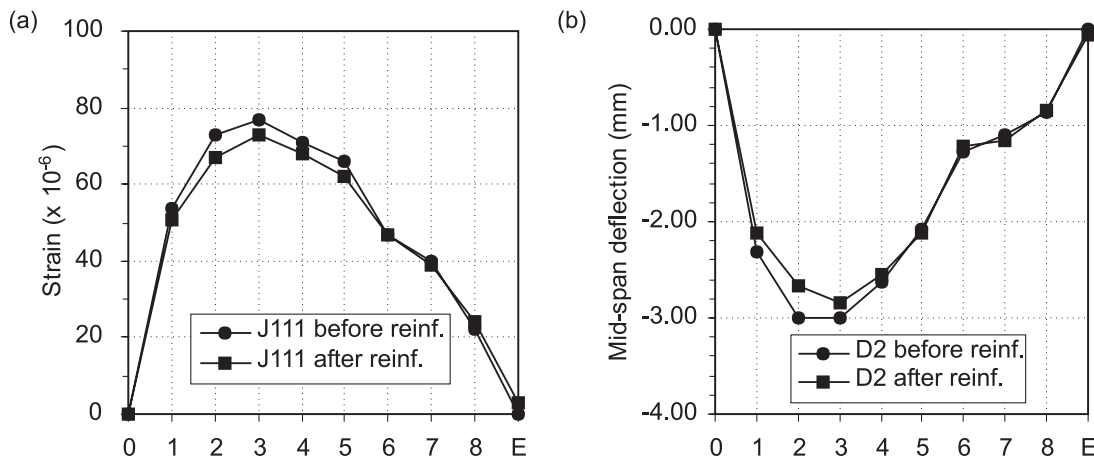 (a)
100
80
60
40
20
0
Strain (x 10⁻⁶)
J111 before reinf.
J111 after reinf.
0 1 2 3 4 5 6 7 8 E
(b)
0.00
-1.00
-2.00
-3.00
-4.00
Mid-span deflection (mm)
D2 before reinf.
D2 after reinf.
0 1 2 3 4 5 6 7 8 E